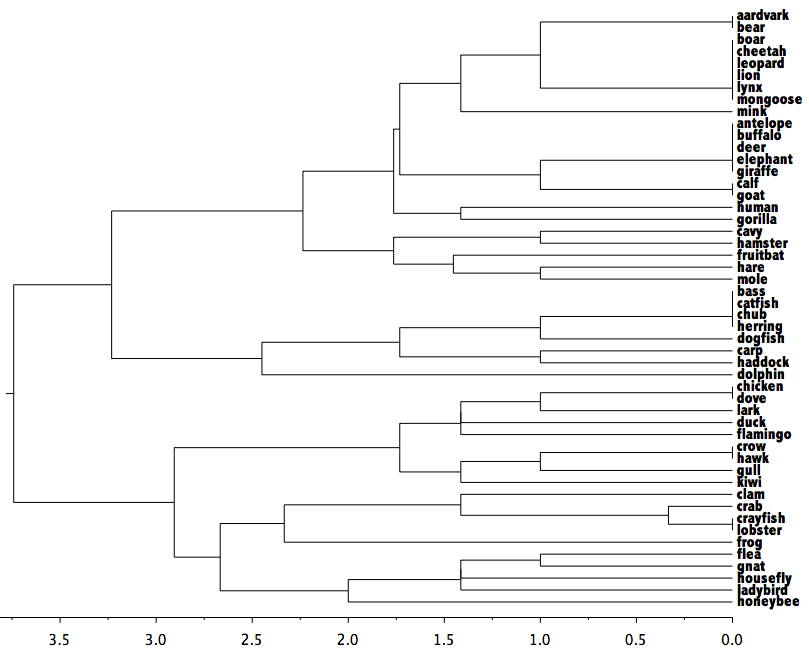 aardvark
bear
boar
cheetah
leopard
lion
lynx
mongoose
mink
antelope
buffalo
deer
elephant
giraffe
calf
goat
human
gorilla
cavy
hamster
fruitbat
hare
mole
bass
catfish
chub
herring
dogfish
carp
haddock
dolphin
chicken
dove
lark
duck
flamingo
crow
hawk
gull
kiwi
clam
crab
crayfish
lobster
frog
flea
gnat
housefly
ladybird
honeybee
3.5 3.0 2.5 2.0 1.5 1.0 0.5 0.0